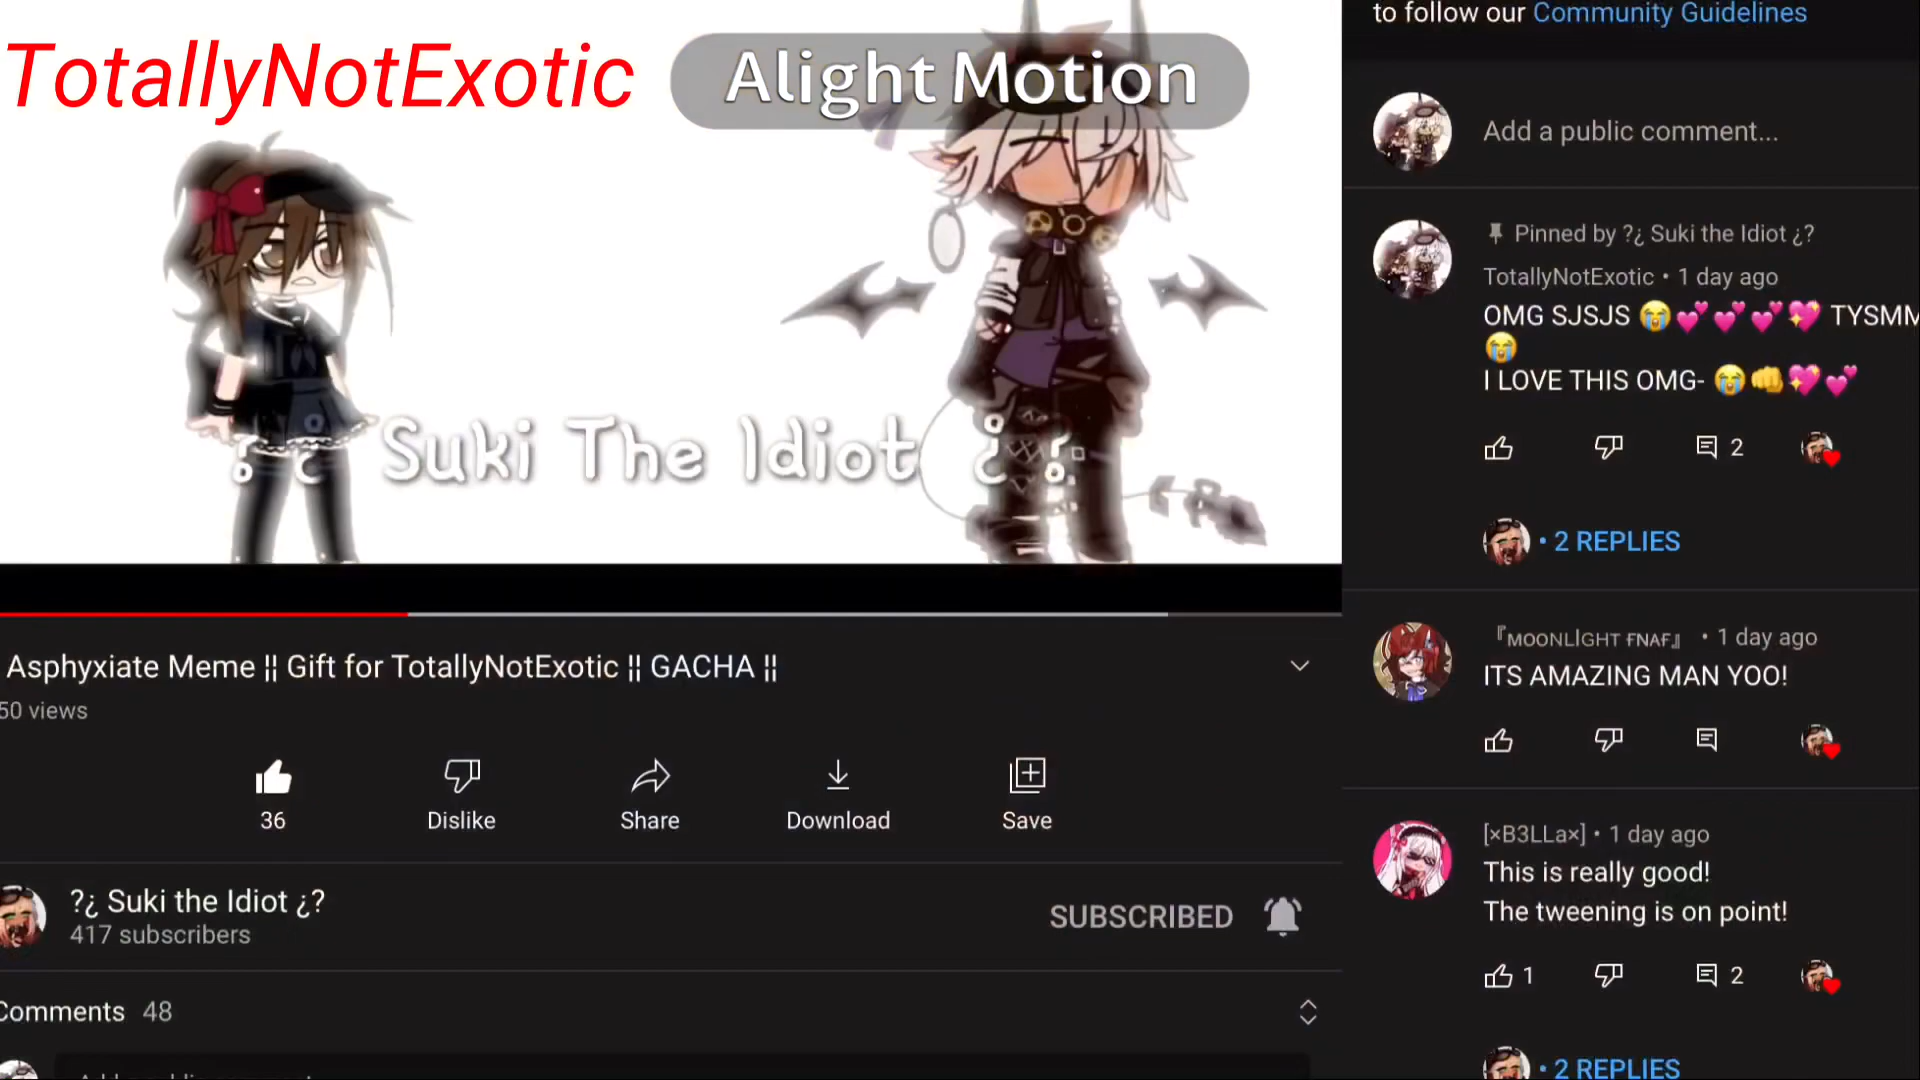 TotallyNotExotic
Alight Motion
?¿ Suki The Idiot ¿?
Asphyxiate Meme || Gift for TotallyNotExotic || GACHA ||
50 views
36
Dislike
Share
Download
Save
?¿ Suki the Idiot ¿?
417 subscribers
SUBSCRIBED
Comments 48
to follow our Community Guidelines
Add a public comment...
Pinned by ?¿ Suki the Idiot ¿?
TotallyNotExotic • 1 day ago
OMG SJSJS 😭💕💕💕💖 TYSMM
😭
I LOVE THIS OMG- 😭👊💖💕
2
• 2 REPLIES
『ᴍᴏᴏɴʟIɢʜᴛ ꜰɴᴀꜰ』 • 1 day ago
ITS AMAZING MAN YOO!
[×B3LLa×] • 1 day ago
This is really good!
The tweening is on point!
1
2
• 2 REPLIES